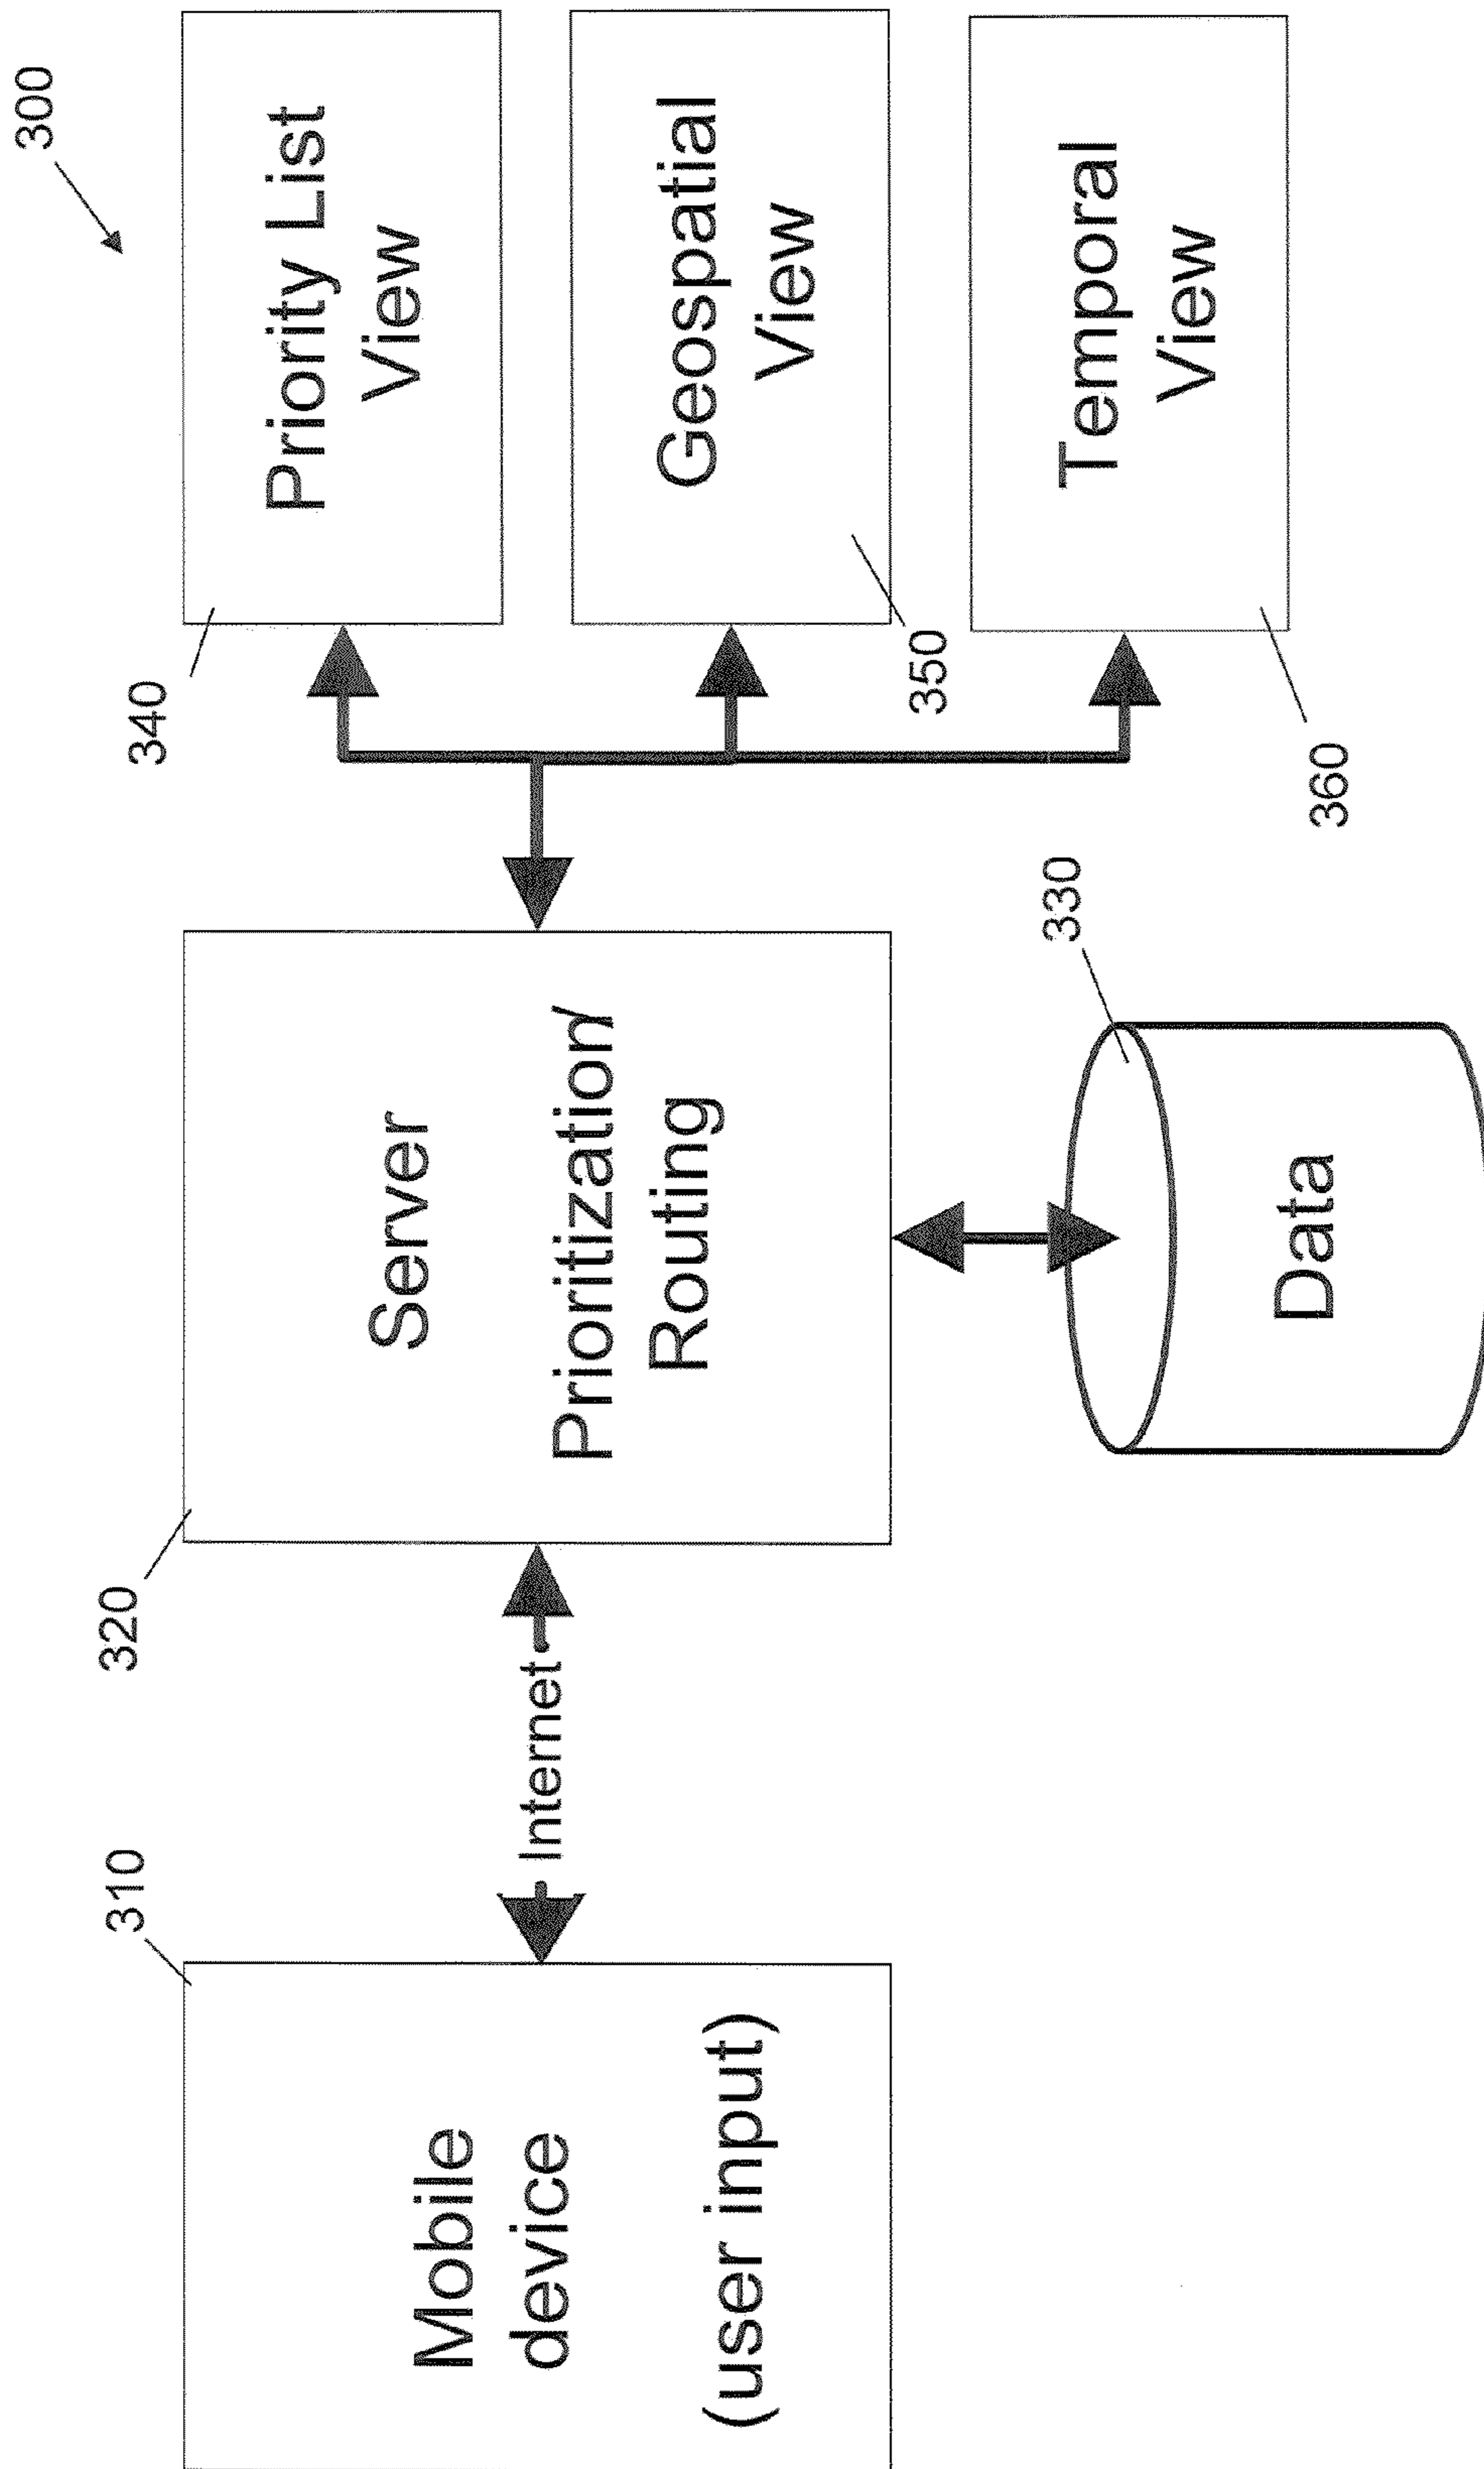 300
310
Mobile
device
(user input)
Internet
320
Server
Prioritization/
Routing
330
Data
340
Priority List
View
350
Geospatial
View
360
Temporal
View